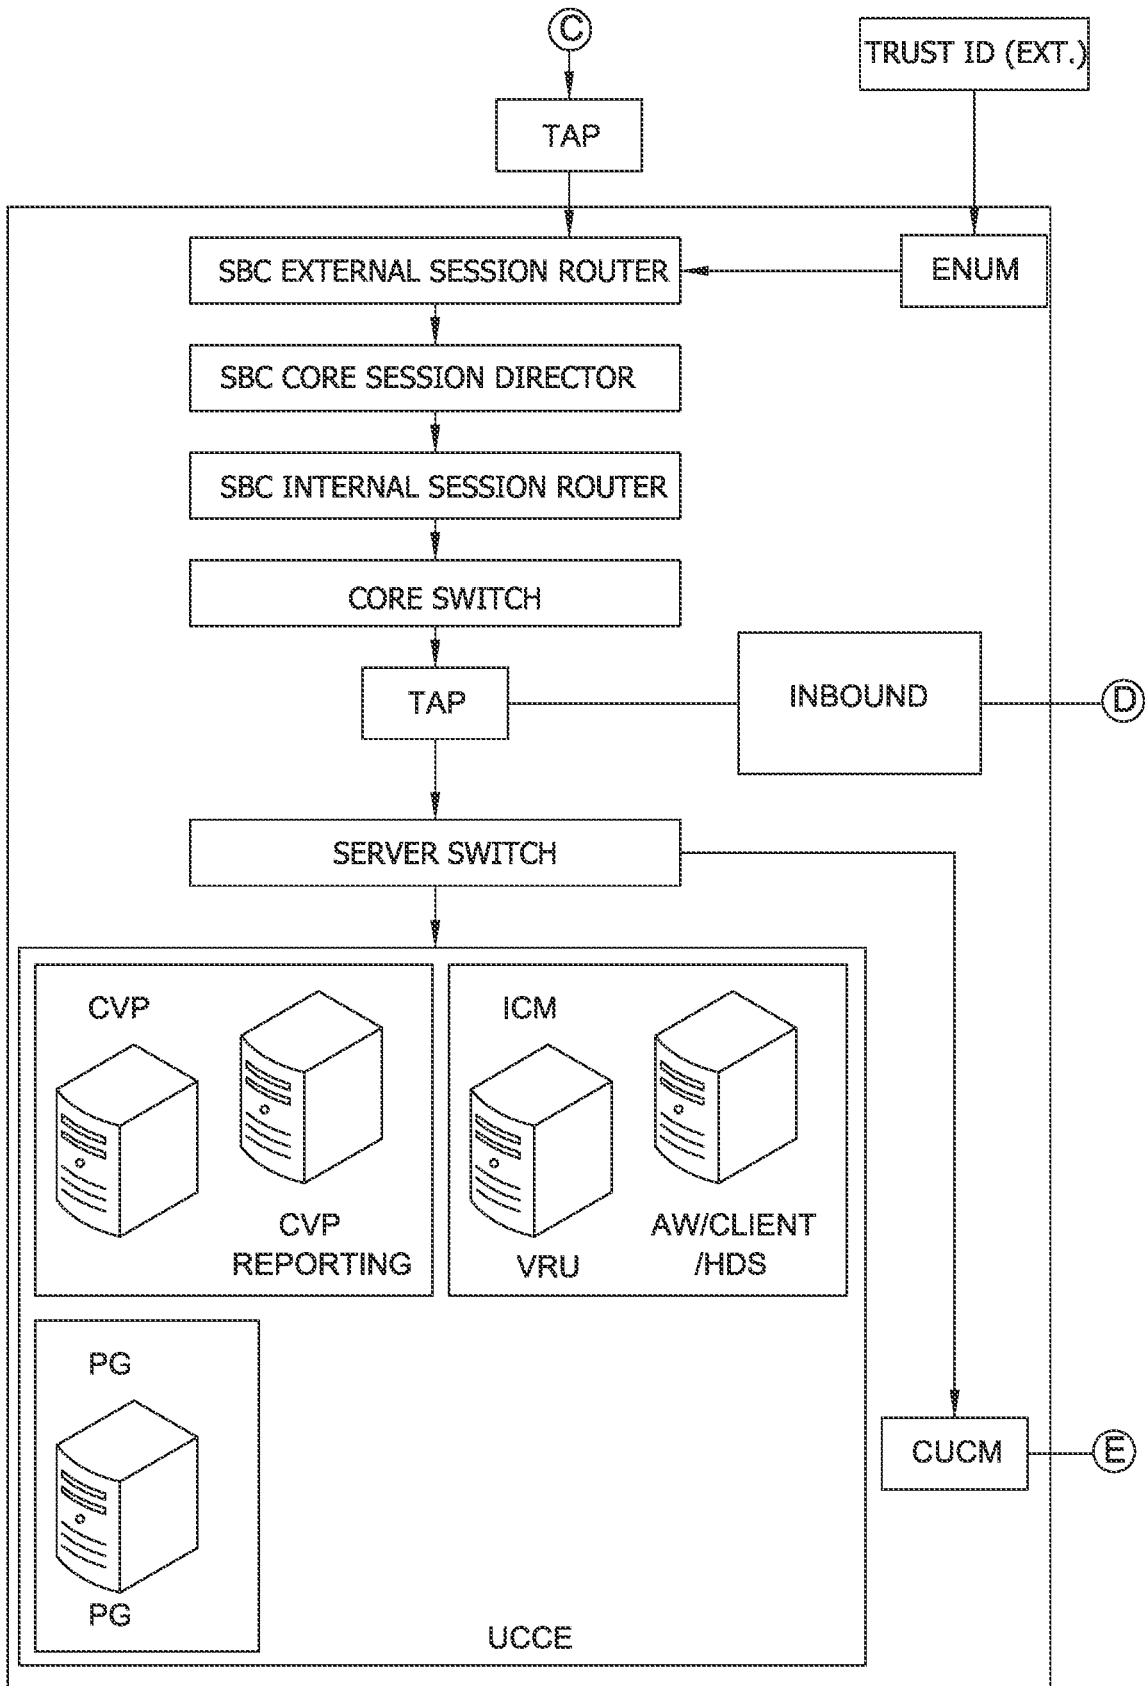 C
TRUST ID (EXT.)
TAP
SBC EXTERNAL SESSION ROUTER
ENUM
SBC CORE SESSION DIRECTOR
SBC INTERNAL SESSION ROUTER
CORE SWITCH
TAP
INBOUND
D
SERVER SWITCH
CVP
ICM
CVP
REPORTING
VRU
AW/CLIENT
/HDS
PG
CUCM
E
PG
UCCE